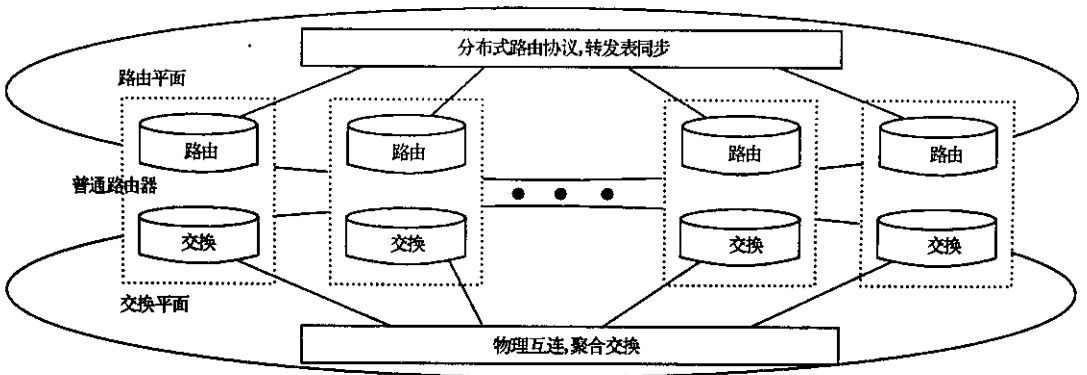 分布式路由协议,转发表同步
路由平面
路由
路由
路由
路由
普通路由器
交换
交换
交换
交换
交换平面
物理互连,聚合交换